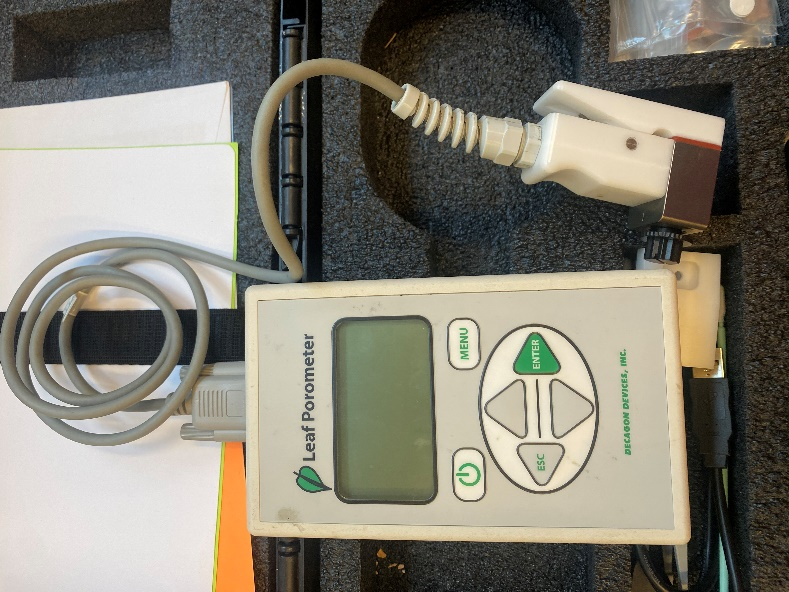 Leaf Porometer
MENU
ENTER
ESC
DECAGON DEVICES, INC.